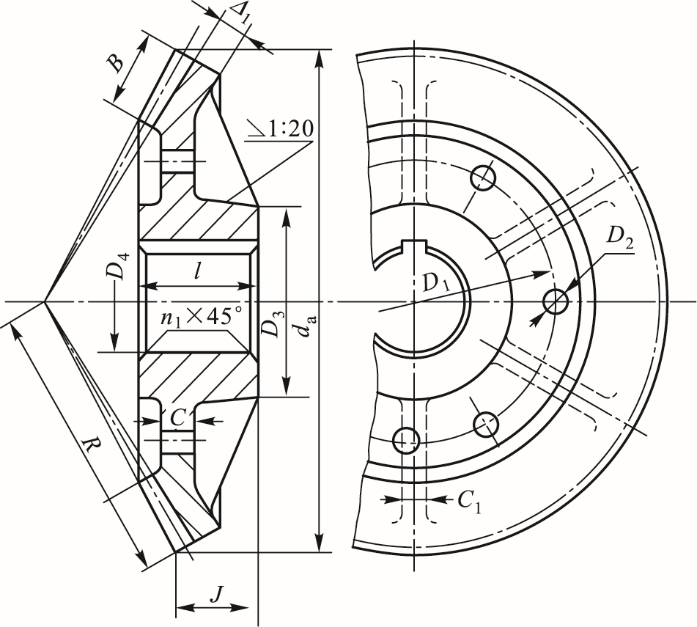 Δ₁
B
1:20
D₂
D₄
l
D₁
n₁×45°
D₃
dₐ
C
R
C₁
J